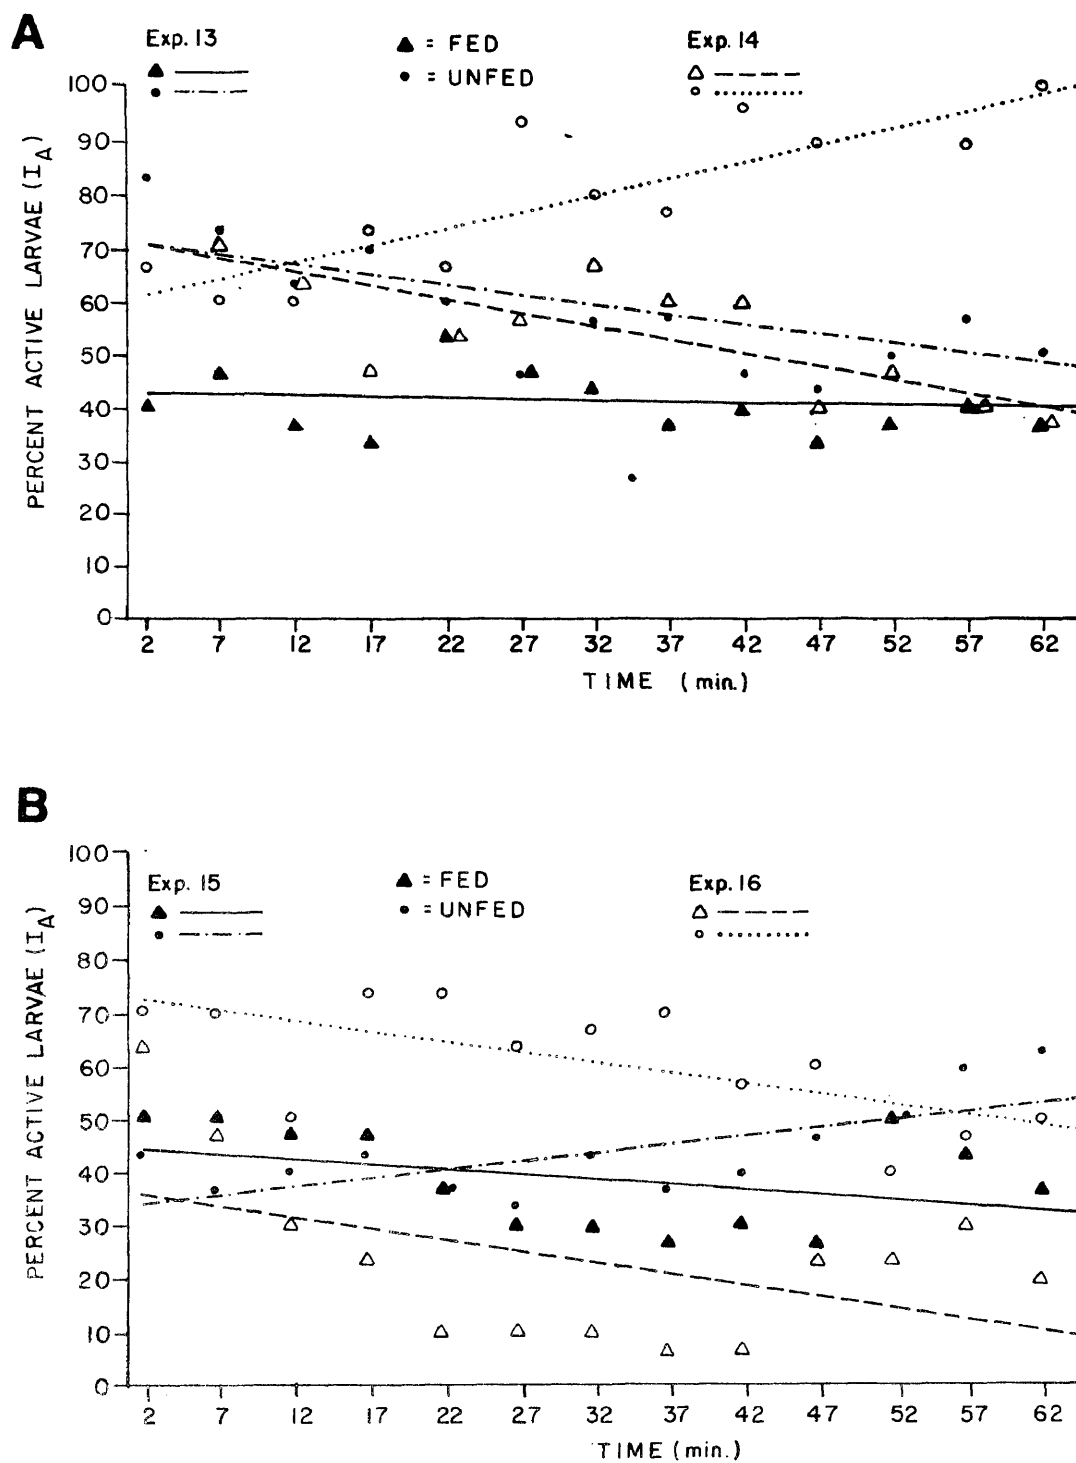 A
Exp. 13
▲ = FED
Exp. 14
• = UNFED
100
90
80
70
60
50
40
30
20
10
0
PERCENT ACTIVE LARVAE (I_A)
2 7 12 17 22 27 32 37 42 47 52 57 62
TIME (min.)
B
100
90
80
70
60
50
40
30
20
10
0
Exp. 15
▲ = FED
Exp. 16
• = UNFED
PERCENT ACTIVE LARVAE (I_A)
2 7 12 17 22 27 32 37 42 47 52 57 62
TIME (min.)